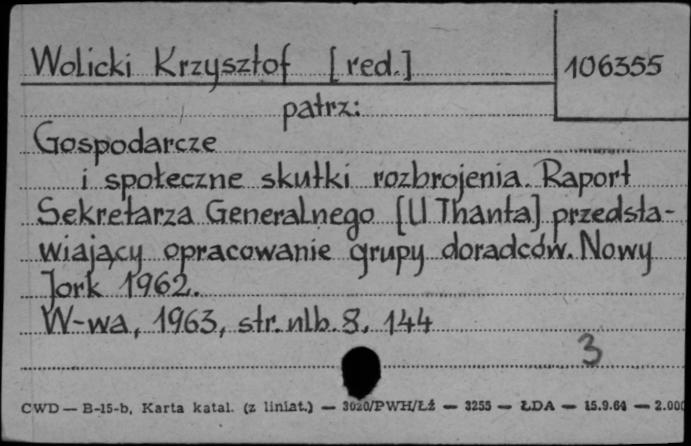 Wolicki Krzysztof [red.]
106355
patrz:
Gospodarcze
i społeczne skutki rozbrojenia. Raport
Sekretarza Generalnego [U Thanta] przedsta-
wiający opracowanie grupy doradców. Nowy
Jork 1962.
W-wa, 1963, str. nlb. 8, 144
3
CWD — B-15-b, Karta katal. (z liniat.) — 3020/PWH/Łź — 3255 — ŁDA — 15.9.64 — 2.000